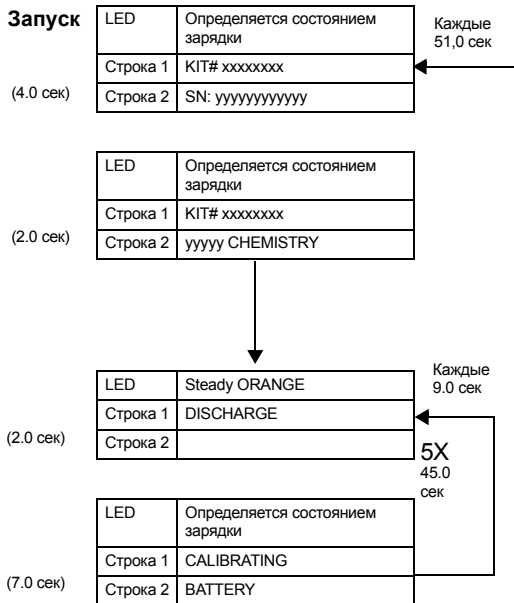 Запуск
LED Определяется состоянием
зарядки
Каждые
51,0 сек
Строка 1 KIT# xxxxxxxx
(4.0 сек)
Строка 2 SN: yyyyyyyyyyyy
LED Определяется состоянием
зарядки
Строка 1 KIT# xxxxxxxx
(2.0 сек)
Строка 2 yyyyy CHEMISTRY
Каждые
9.0 сек
LED Steady ORANGE
Строка 1 DISCHARGE
(2.0 сек)
Строка 2
5X
45.0
сек
LED Определяется состоянием
зарядки
Строка 1 CALIBRATING
(7.0 сек)
Строка 2 BATTERY